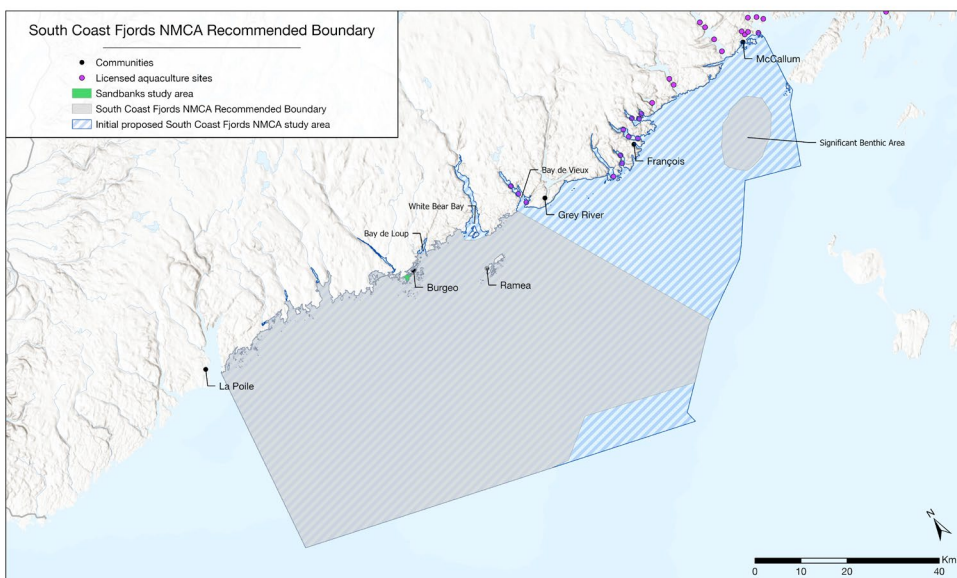 South Coast Fjords NMCA Recommended Boundary
Communities
Licensed aquaculture sites
Sandbanks study area
South Coast Fjords NMCA Recommended Boundary
Initial proposed South Coast Fjords NMCA study area
McCallum
Significant Benthic Area
François
Bay de Vieux
Grey River
White Bear Bay
Bay de Loup
Burgeo
Ramea
La Poile
N
Km
0 10 20 40